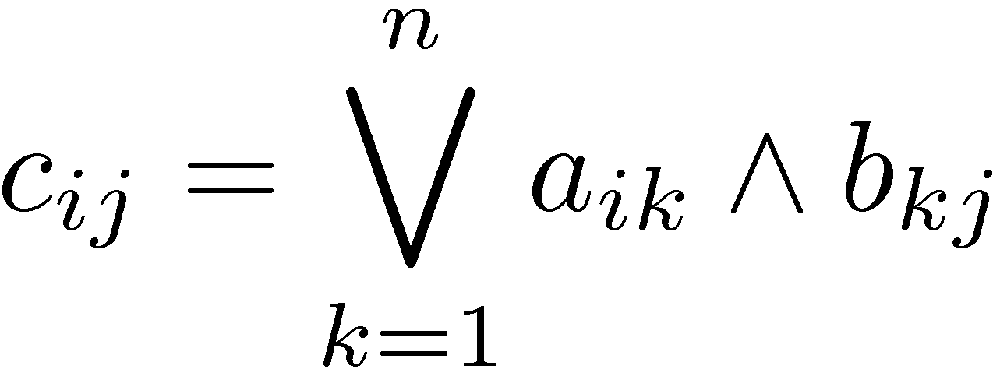 c_{ij} = \bigvee_{k=1}^{n} a_{ik} \wedge b_{kj}